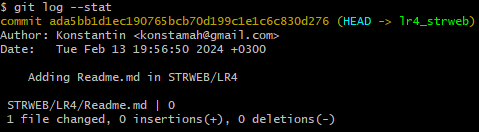 $ git log --stat
commit ada5bb1d1ec190765bcb70d199c1e1c6c830d276 (HEAD -> lr4_strweb)
Author: Konstantin <konstamah@gmail.com>
Date:   Tue Feb 13 19:56:50 2024 +0300

    Adding Readme.md in STRWEB/LR4

 STRWEB/LR4/Readme.md | 0
 1 file changed, 0 insertions(+), 0 deletions(-)